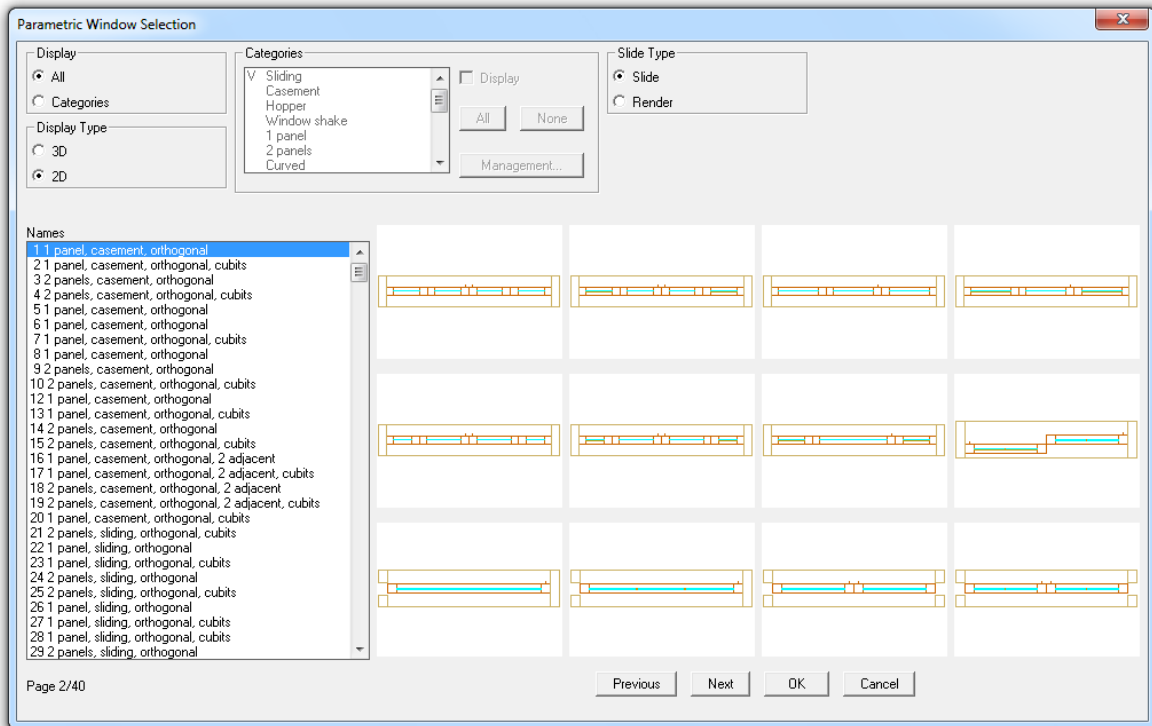 Parametric Window Selection
Display
All
Categories
Display Type
3D
2D
Categories
V Sliding
Casement
Hopper
Window shake
1 panel
2 panels
Curved
Display
All
None
Management...
Slide Type
Slide
Render
Names
1 1 panel, casement, orthogonal
2 1 panel, casement, orthogonal, cubits
3 2 panels, casement, orthogonal
4 2 panels, casement, orthogonal, cubits
5 1 panel, casement, orthogonal
6 1 panel, casement, orthogonal
7 1 panel, casement, orthogonal, cubits
8 1 panel, casement, orthogonal
9 2 panels, casement, orthogonal
10 2 panels, casement, orthogonal, cubits
12 1 panel, casement, orthogonal
13 1 panel, casement, orthogonal, cubits
14 2 panels, casement, orthogonal
15 2 panels, casement, orthogonal, cubits
16 1 panel, casement, orthogonal, 2 adjacent
17 1 panel, casement, orthogonal, 2 adjacent, cubits
18 2 panels, casement, orthogonal, 2 adjacent
19 2 panels, casement, orthogonal, 2 adjacent, cubits
20 1 panel, casement, orthogonal, cubits
21 2 panels, sliding, orthogonal, cubits
22 1 panel, sliding, orthogonal
23 1 panel, sliding, orthogonal, cubits
24 2 panels, sliding, orthogonal
25 2 panels, sliding, orthogonal, cubits
26 1 panel, sliding, orthogonal
27 1 panel, sliding, orthogonal, cubits
28 1 panel, sliding, orthogonal, cubits
29 2 panels, sliding, orthogonal
Page 2/40
Previous
Next
OK
Cancel